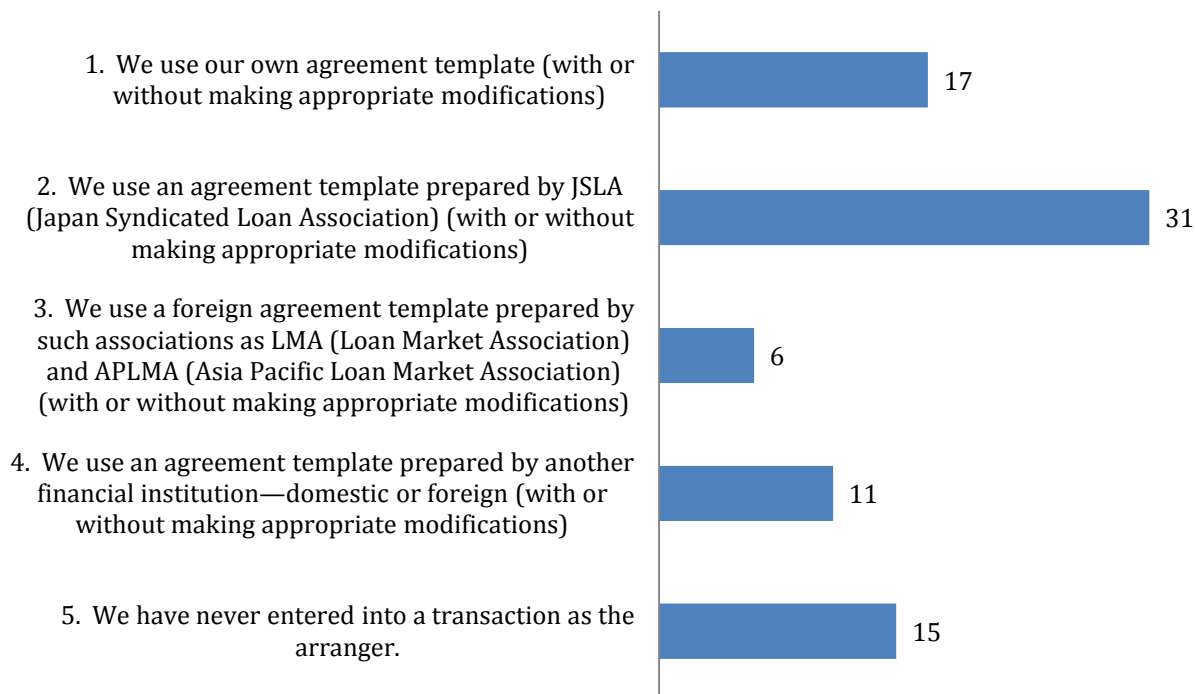 1.  We use our own agreement template (with or
without making appropriate modifications)
17
2.  We use an agreement template prepared by JSLA
(Japan Syndicated Loan Association) (with or without
making appropriate modifications)
31
3.  We use a foreign agreement template prepared by
such associations as LMA (Loan Market Association)
and APLMA (Asia Pacific Loan Market Association)
(with or without making appropriate modifications)
6
4.  We use an agreement template prepared by another
financial institution—domestic or foreign (with or
without making appropriate modifications)
11
5.  We have never entered into a transaction as the
arranger.
15